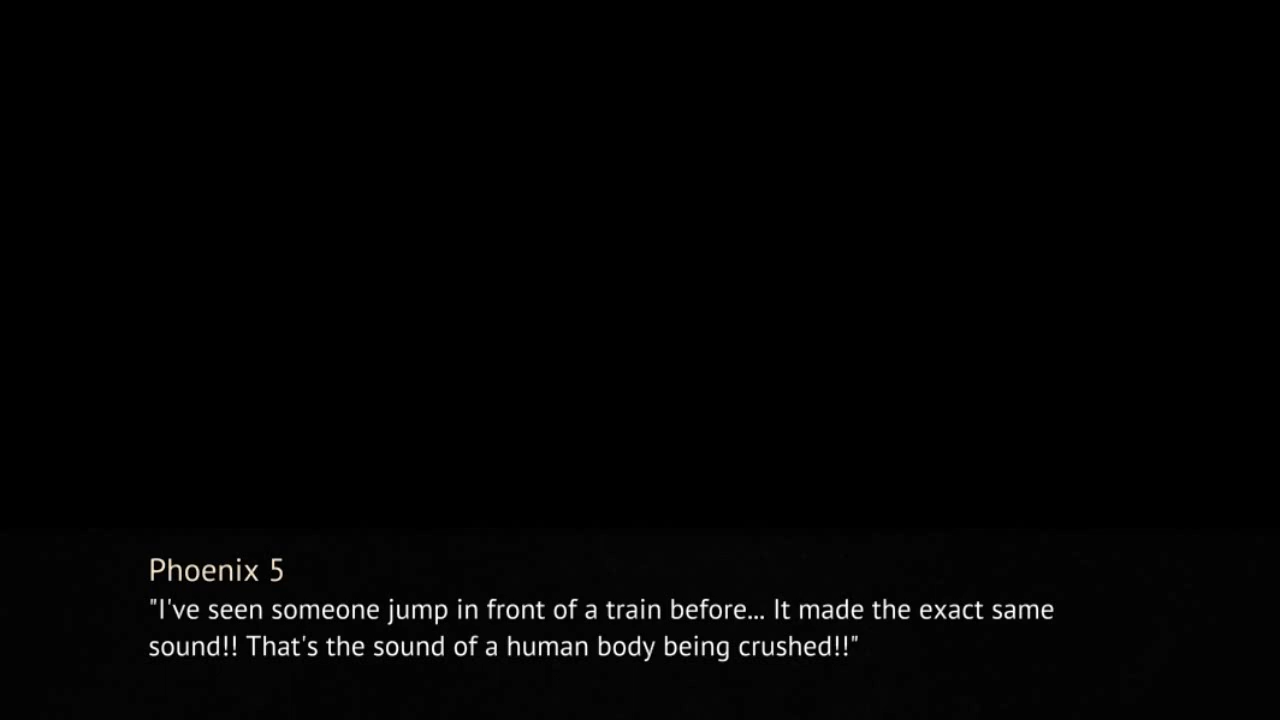 Phoenix 5
"I've seen someone jump in front of a train before... It made the exact same
sound!! That's the sound of a human body being crushed!!"